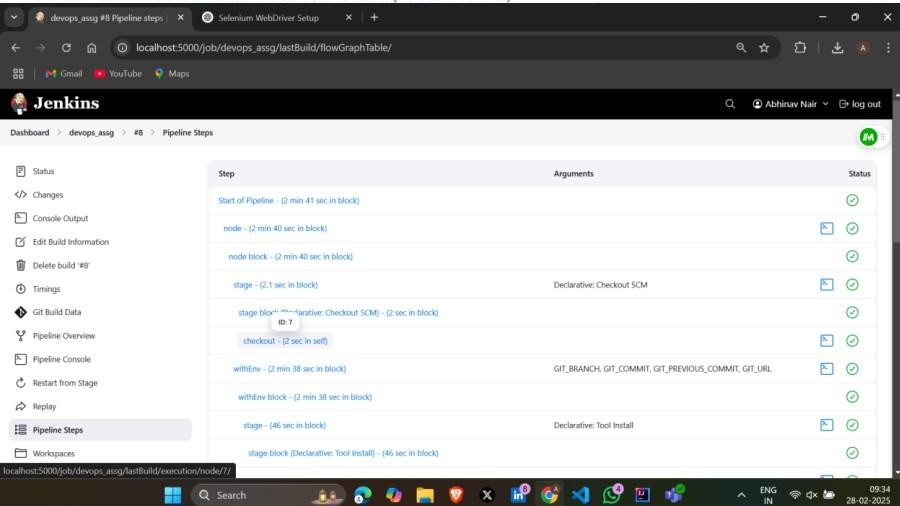 devops_assg #8 Pipeline steps
Selenium WebDriver Setup
localhost:5000/job/devops_assg/lastBuild/flowGraphTable/
A
Gmail
YouTube
Maps
Jenkins
Abhinav Nair
log out
Dashboard > devops_assg > #8 > Pipeline Steps
Status
Changes
Console Output
Edit Build Information
Delete build '#8'
Timings
Git Build Data
Pipeline Overview
Pipeline Console
Restart from Stage
Replay
Pipeline Steps
Workspaces
Step Arguments Status
Start of Pipeline - (2 min 41 sec in block)
node - (2 min 40 sec in block)
node block - (2 min 40 sec in block)
stage - (2.1 sec in block) Declarative: Checkout SCM
stage block (Declarative: Checkout SCM) - (2 sec in block)
ID: 7
checkout - (2 sec in self)
withEnv - (2 min 38 sec in block) GIT_BRANCH, GIT_COMMIT, GIT_PREVIOUS_COMMIT, GIT_URL
withEnv block - (2 min 38 sec in block)
stage - (46 sec in block) Declarative: Tool Install
stage block (Declarative: Tool Install) - (46 sec in block)
localhost:5000/job/devops_assg/lastBuild/execution/node/7/
Search
8
4
ENG
IN
09:34
28-02-2025